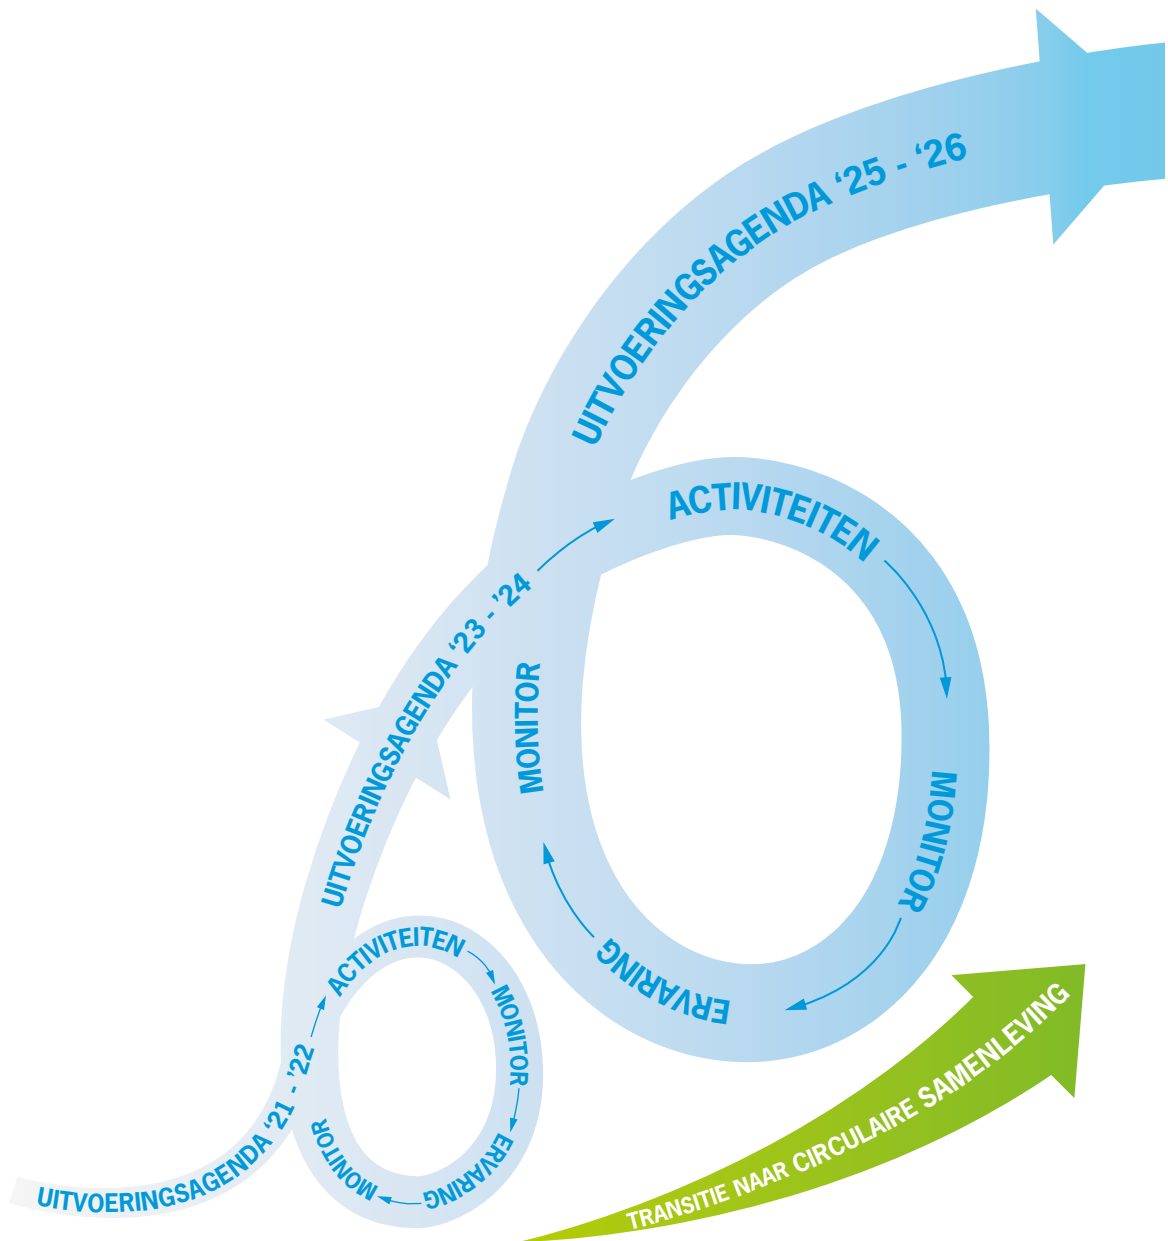 UITVOERINGSAGENDA ‘21 - ’22
ACTIVITEITEN
MONITOR
ERVARING
MONITOR
MONITOR
UITVOERINGSAGENDA ‘23 - ’24
ACTIVITEITEN
MONITOR
ERVARING
MONITOR
UITVOERINGSAGENDA ‘25 - ‘26
TRANSITIE NAAR CIRCULAIRE SAMENLEVING